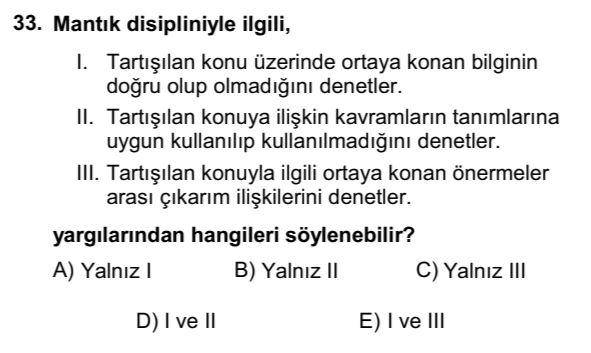 33. Mantık disipliniyle ilgili,
I. Tartışılan konu üzerinde ortaya konan bilginin
doğru olup olmadığını denetler.
II. Tartışılan konuya ilişkin kavramların tanımlarına
uygun kullanılıp kullanılmadığını denetler.
III. Tartışılan konuyla ilgili ortaya konan önermeler
arası çıkarım ilişkilerini denetler.
yargılarından hangileri söylenebilir?
A) Yalnız I B) Yalnız II C) Yalnız III
D) I ve II E) I ve III